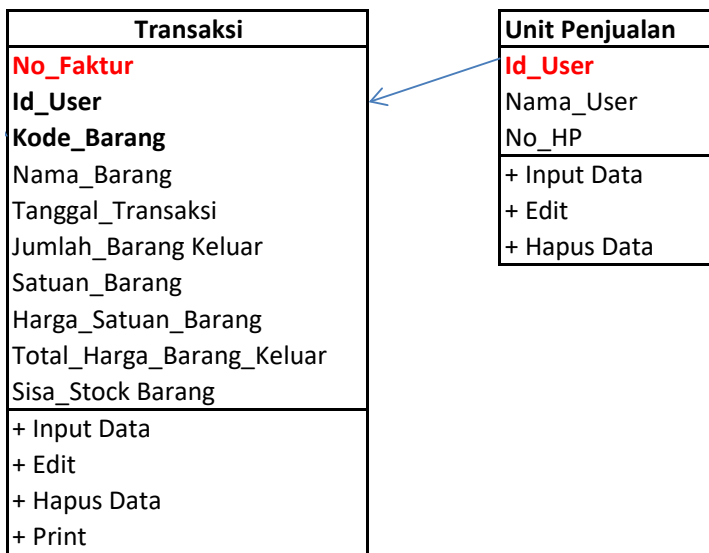 Transaksi
No_Faktur
Id_User
Kode_Barang
Nama_Barang
Tanggal_Transaksi
Jumlah_Barang Keluar
Satuan_Barang
Harga_Satuan_Barang
Total_Harga_Barang_Keluar
Sisa_Stock Barang
+ Input Data
+ Edit
+ Hapus Data
+ Print
Unit Penjualan
Id_User
Nama_User
No_HP
+ Input Data
+ Edit
+ Hapus Data